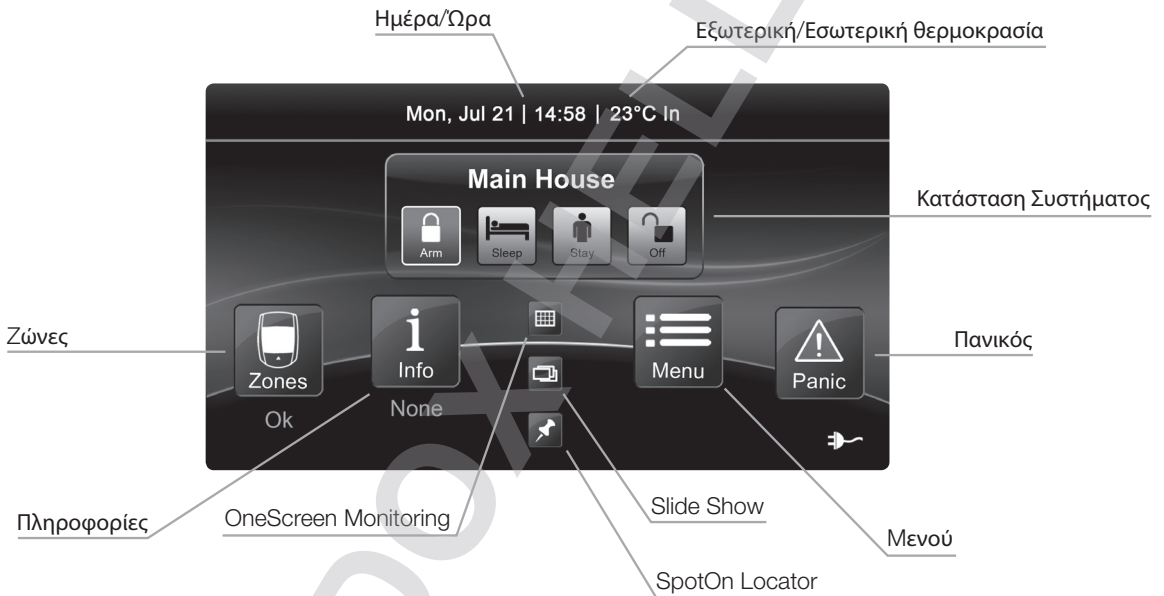 Ημέρα/Ώρα
Εξωτερική/Εσωτερική θερμοκρασία
Mon, Jul 21 | 14:58 | 23°C In
Main House
Κατάσταση Συστήματος
Arm
Sleep
Stay
Off
Ζώνες
Πανικός
Zones
Info
Menu
Panic
Ok
None
Πληροφορίες
OneScreen Monitoring
Slide Show
Μενού
SpotOn Locator